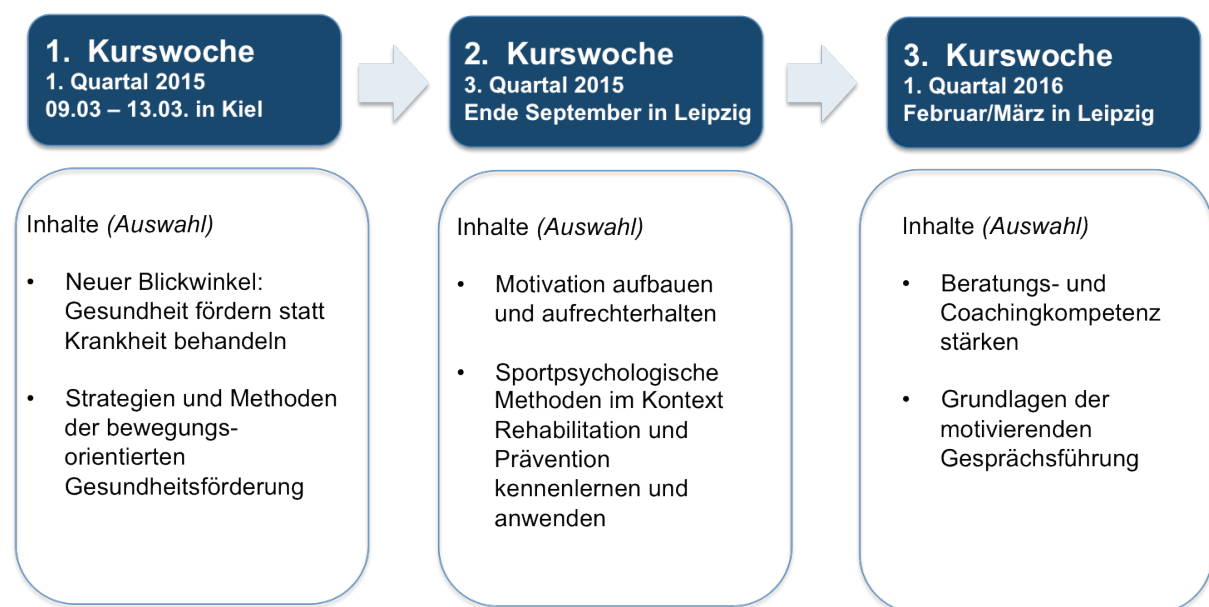 1. Kurswoche
1. Quartal 2015
09.03 – 13.03. in Kiel
2. Kurswoche
3. Quartal 2015
Ende September in Leipzig
3. Kurswoche
1. Quartal 2016
Februar/März in Leipzig
Inhalte (Auswahl)
• Neuer Blickwinkel:
Gesundheit fördern statt
Krankheit behandeln
• Strategien und Methoden
der bewegungs-
orientierten
Gesundheitsförderung
Inhalte (Auswahl)
• Motivation aufbauen
und aufrechterhalten
• Sportpsychologische
Methoden im Kontext
Rehabilitation und
Prävention
kennenlernen und
anwenden
Inhalte (Auswahl)
• Beratungs- und
Coachingkompetenz
stärken
• Grundlagen der
motivierenden
Gesprächsführung